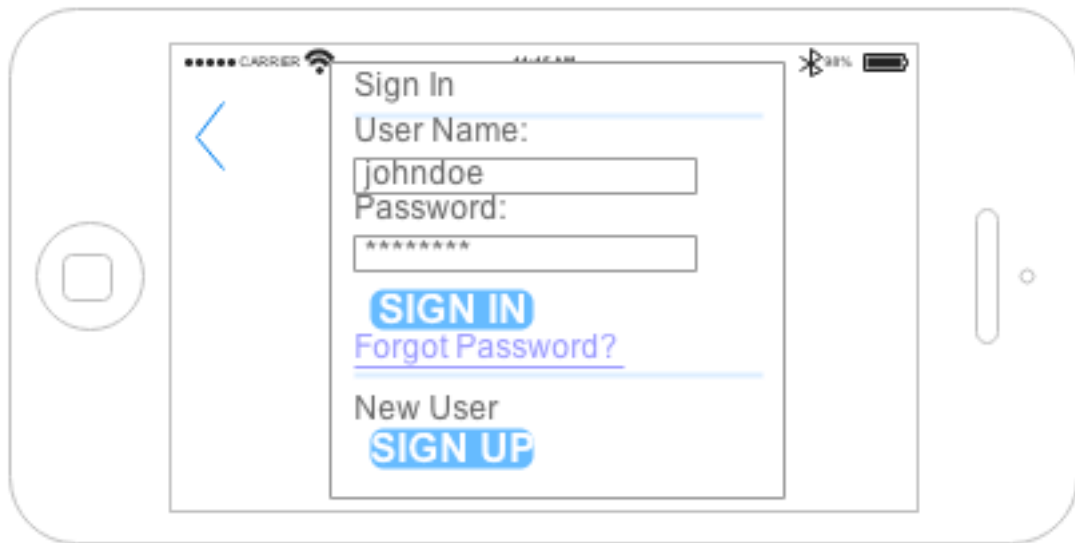 CARRIER 98%
Sign In
User Name:
johndoe
Password:
********
SIGN IN
Forgot Password?
New User
SIGN UP